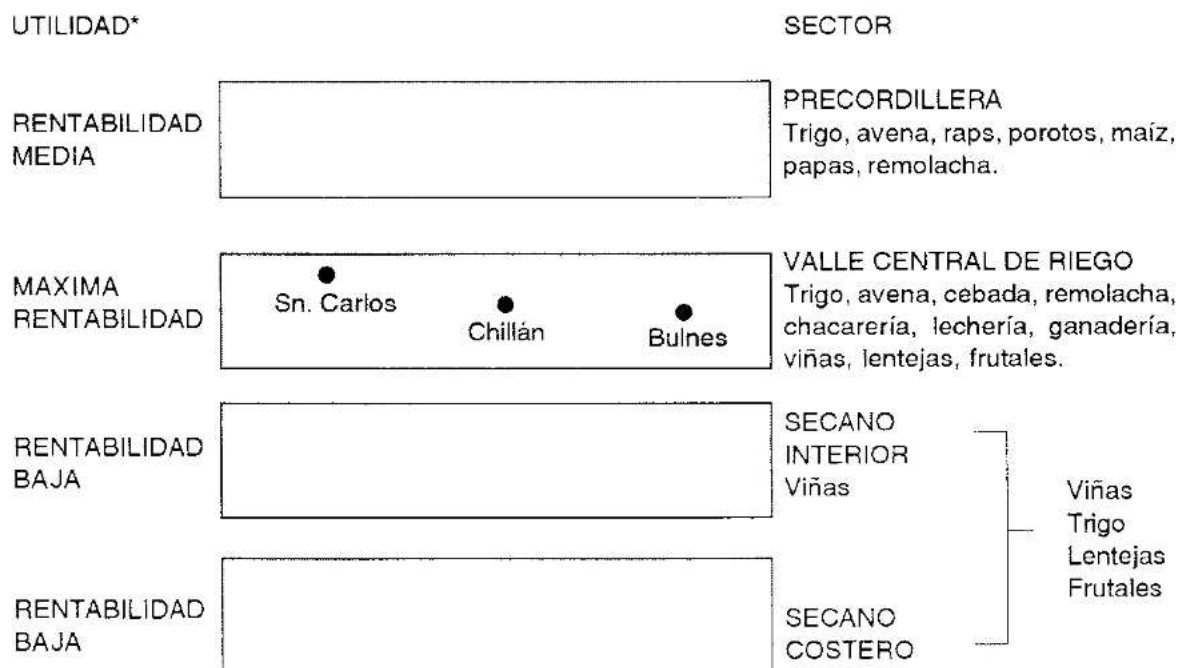 UTILIDAD*
SECTOR
RENTABILIDAD
MEDIA
PRECORDILLERA
Trigo, avena, raps, porotos, maíz,
papas, remolacha.
MAXIMA
RENTABILIDAD
Sn. Carlos
Chillán
Bulnes
VALLE CENTRAL DE RIEGO
Trigo, avena, cebada, remolacha,
chacarería, lechería, ganadería,
viñas, lentejas, frutales.
RENTABILIDAD
BAJA
SECANO
INTERIOR
Viñas
Viñas
Trigo
Lentejas
Frutales
RENTABILIDAD
BAJA
SECANO
COSTERO